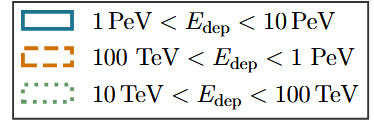 1 PeV < E_dep < 10 PeV
100 TeV < E_dep < 1 PeV
10 TeV < E_dep < 100 TeV